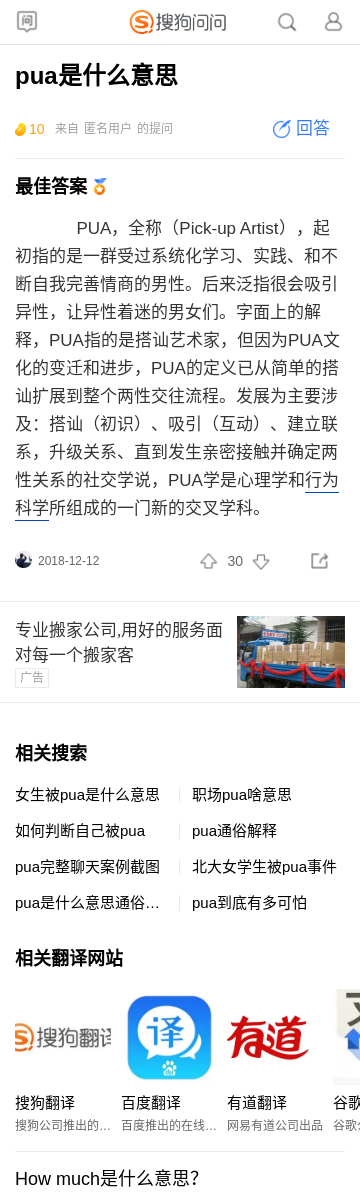 问
搜狗问问
pua是什么意思
10 来自 匿名用户 的提问 回答
最佳答案
PUA，全称（Pick-up Artist），起
初指的是一群受过系统化学习、实践、和不
断自我完善情商的男性。后来泛指很会吸引
异性，让异性着迷的男女们。字面上的解
释，PUA指的是搭讪艺术家，但因为PUA文
化的变迁和进步，PUA的定义已从简单的搭
讪扩展到整个两性交往流程。发展为主要涉
及：搭讪（初识）、吸引（互动）、建立联
系，升级关系、直到发生亲密接触并确定两
性关系的社交学说，PUA学是心理学和行为
科学所组成的一门新的交叉学科。
2018-12-12 30
专业搬家公司,用好的服务面
对每一个搬家客
广告
相关搜索
女生被pua是什么意思 职场pua啥意思
如何判断自己被pua pua通俗解释
pua完整聊天案例截图 北大女学生被pua事件
pua是什么意思通俗… pua到底有多可怕
相关翻译网站
搜狗翻译 译 有道 文
搜狗翻译 百度翻译 有道翻译 谷歌
搜狗公司推出的… 百度推出的在线… 网易有道公司出品 谷歌公
How much是什么意思?